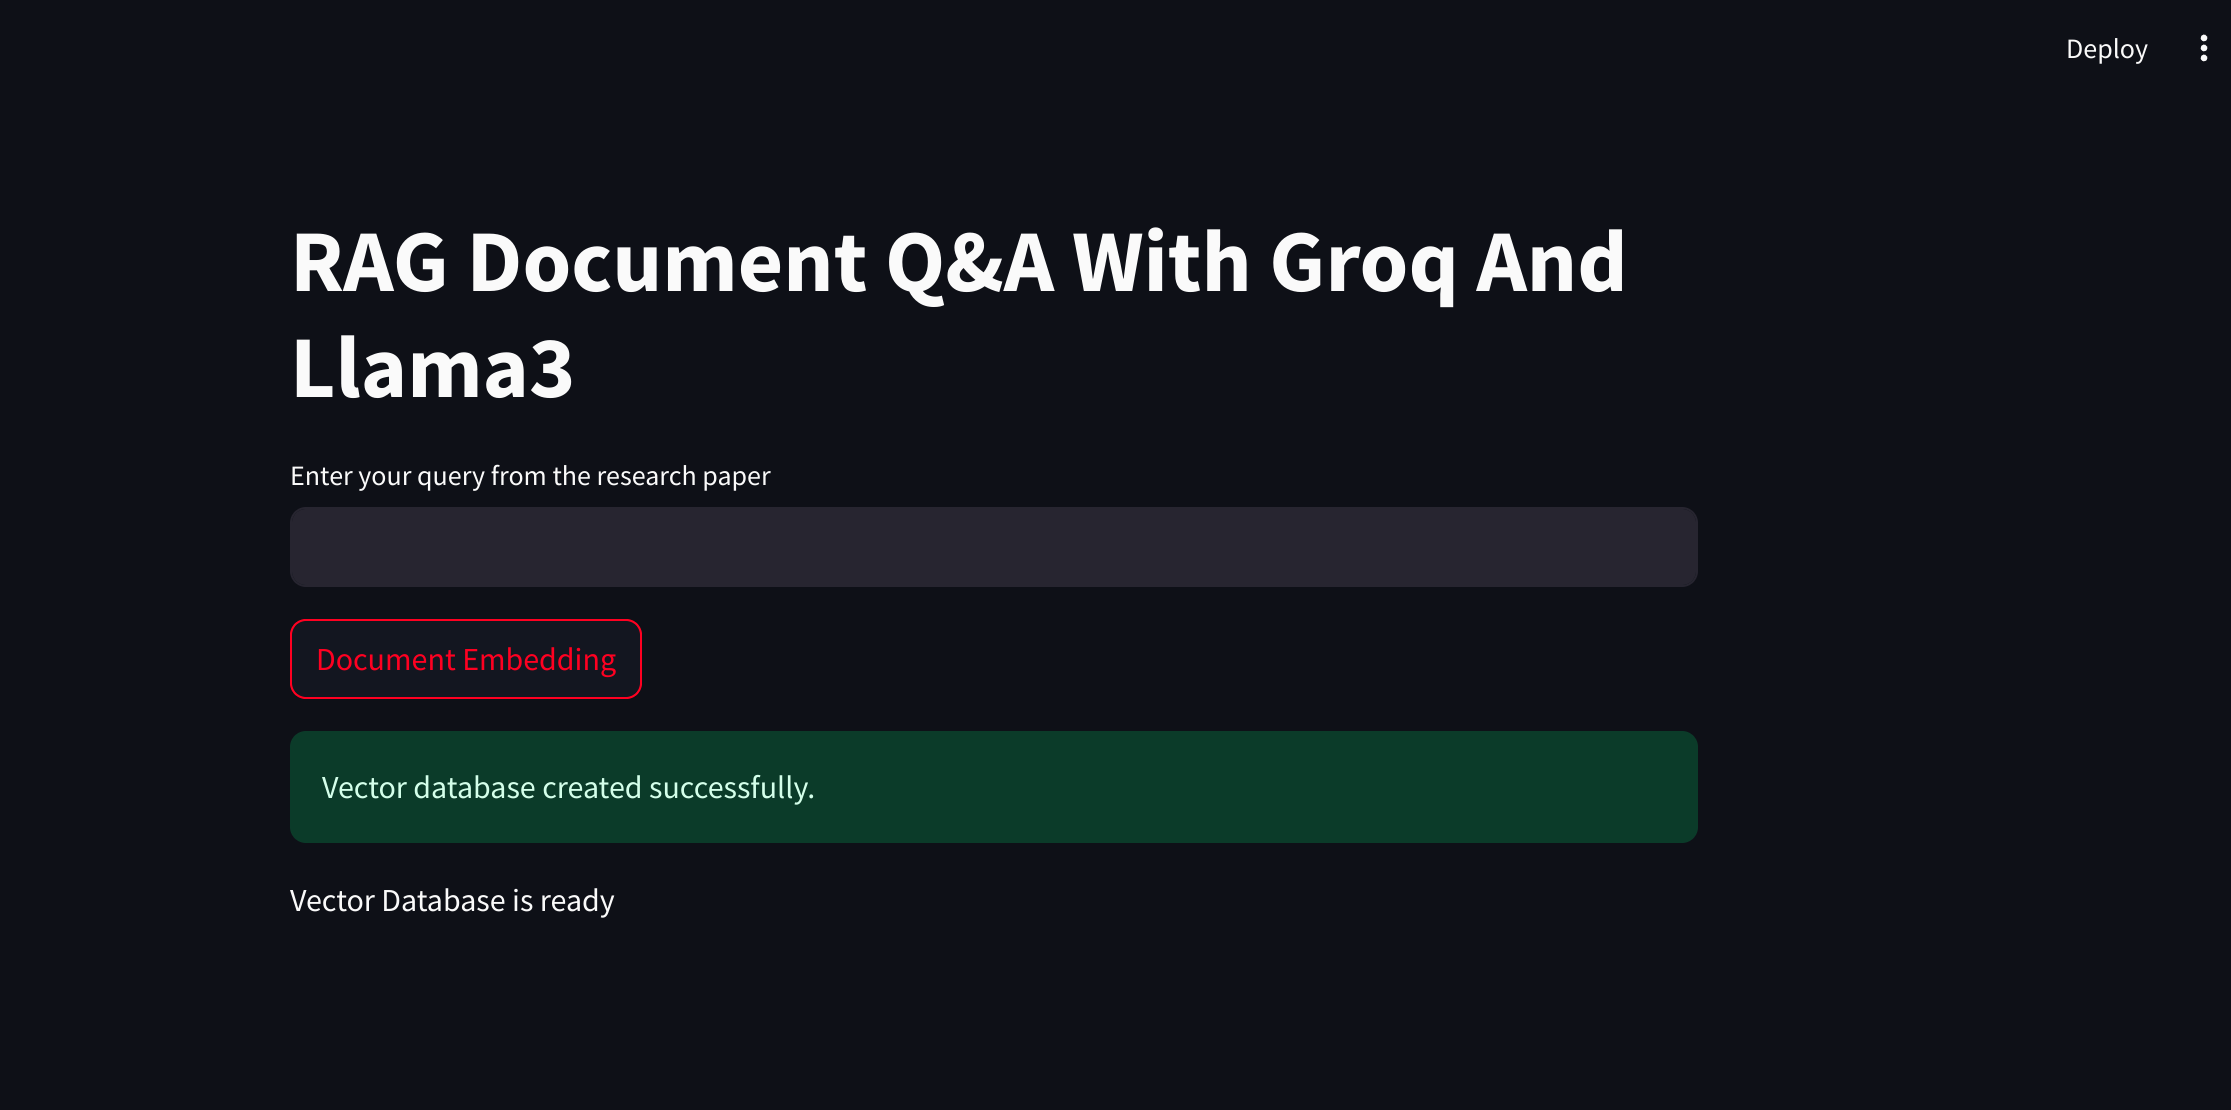 Deploy
RAG Document Q&A With Groq And
Llama3
Enter your query from the research paper
Document Embedding
Vector database created successfully.
Vector Database is ready